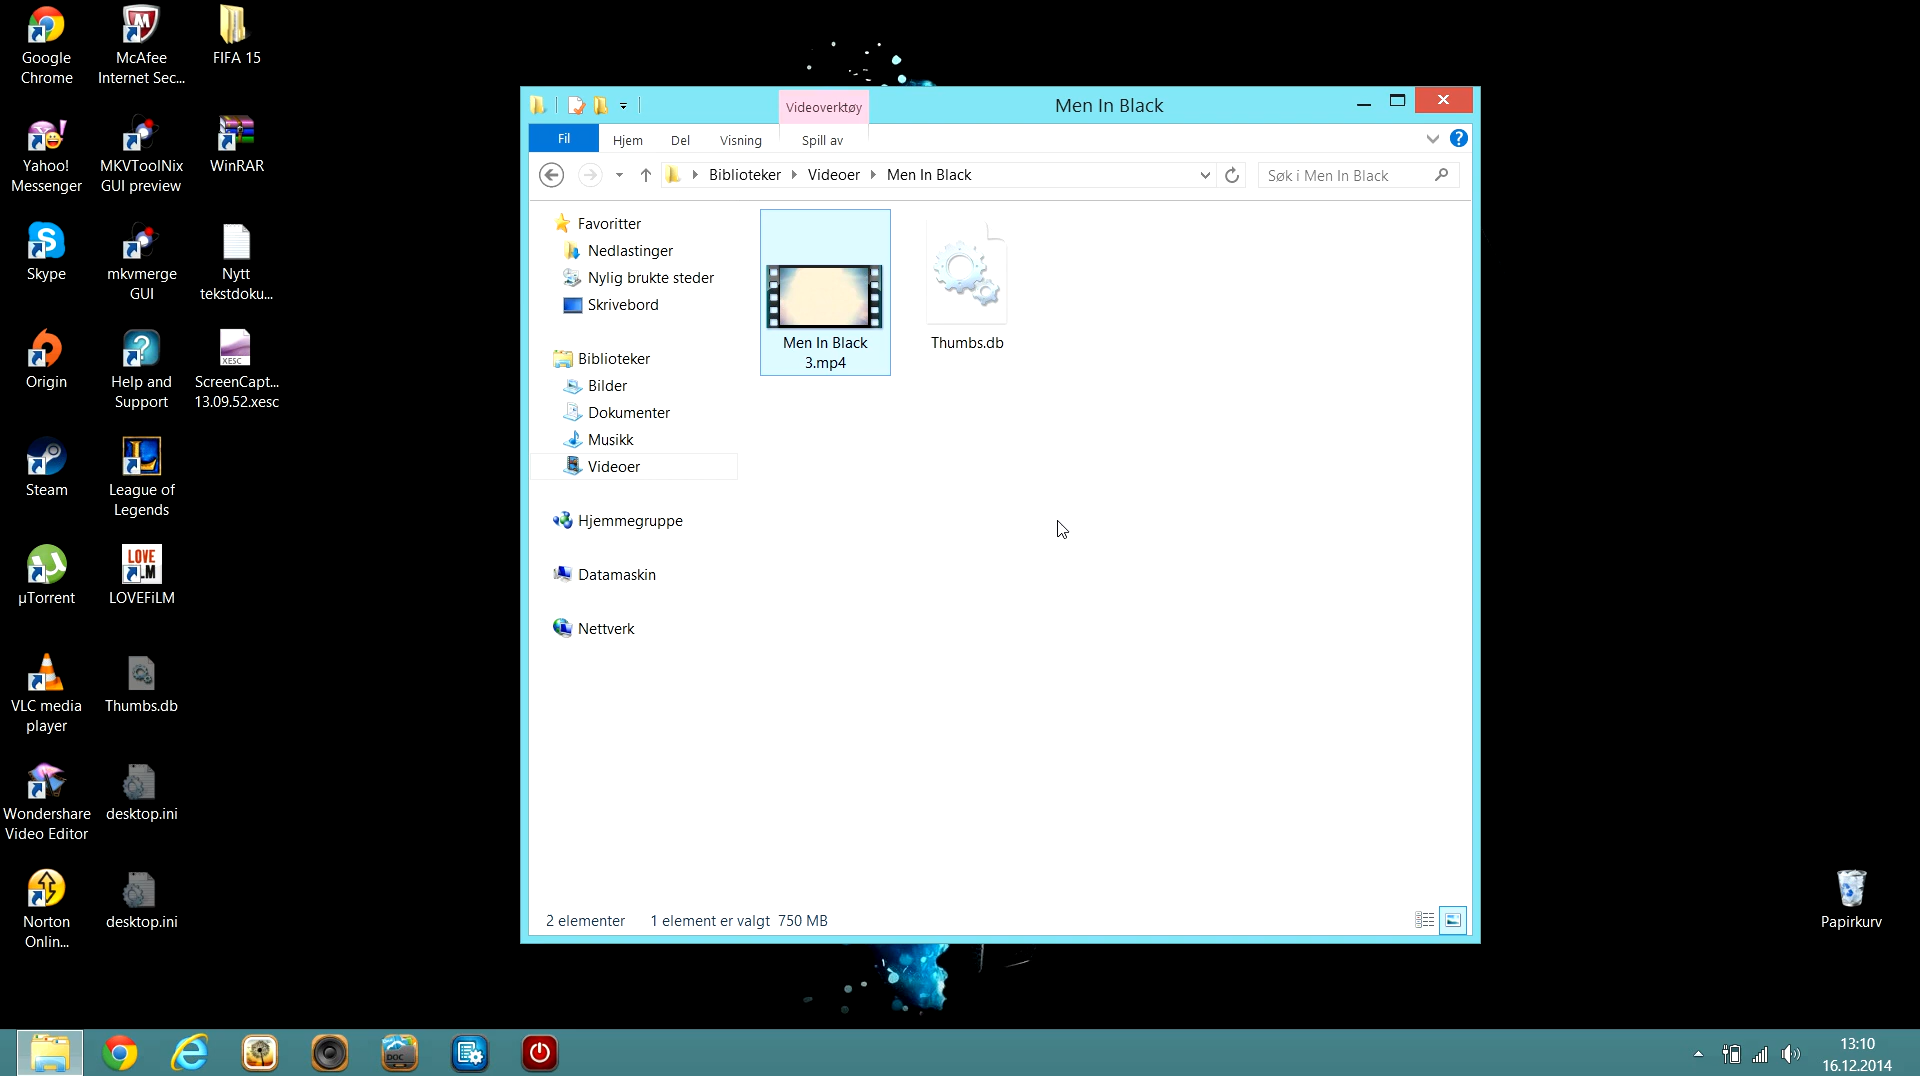 Google
Chrome
McAfee
Internet Sec...
FIFA 15
Yahoo!
Messenger
MKVToolNix
GUI preview
WinRAR
Skype
mkvmerge
GUI
Nytt
tekstdoku...
Origin
Help and
Support
XESC
ScreenCapt...
13.09.52.xesc
Steam
League of
Legends
µTorrent
LOVE
LOVEFiLM
VLC media
player
Thumbs.db
Wondershare
Video Editor
desktop.ini
Norton
Onlin...
desktop.ini
Videoverktøy
Men In Black
Fil
Hjem
Del
Visning
Spill av
Biblioteker
Videoer
Men In Black
Søk i Men In Black
Favoritter
Nedlastinger
Nylig brukte steder
Skrivebord
Biblioteker
Bilder
Dokumenter
Musikk
Videoer
Hjemmegruppe
Datamaskin
Nettverk
Men In Black
3.mp4
Thumbs.db
2 elementer
1 element er valgt 750 MB
Papirkurv
DOC
13:10
16.12.2014